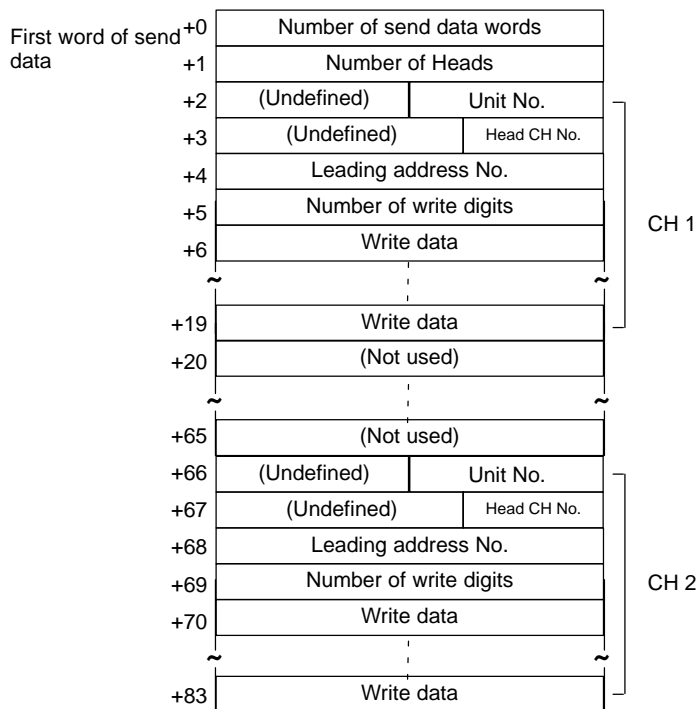 First word of send
data
+0 Number of send data words
+1 Number of Heads
+2 (Undefined) Unit No.
+3 (Undefined) Head CH No.
+4 Leading address No.
+5 Number of write digits
+6 Write data
CH 1
~ ~
+19 Write data
+20 (Not used)
~ ~
+65 (Not used)
+66 (Undefined) Unit No.
+67 (Undefined) Head CH No.
+68 Leading address No.
+69 Number of write digits
CH 2
+70 Write data
~ ~
+83 Write data